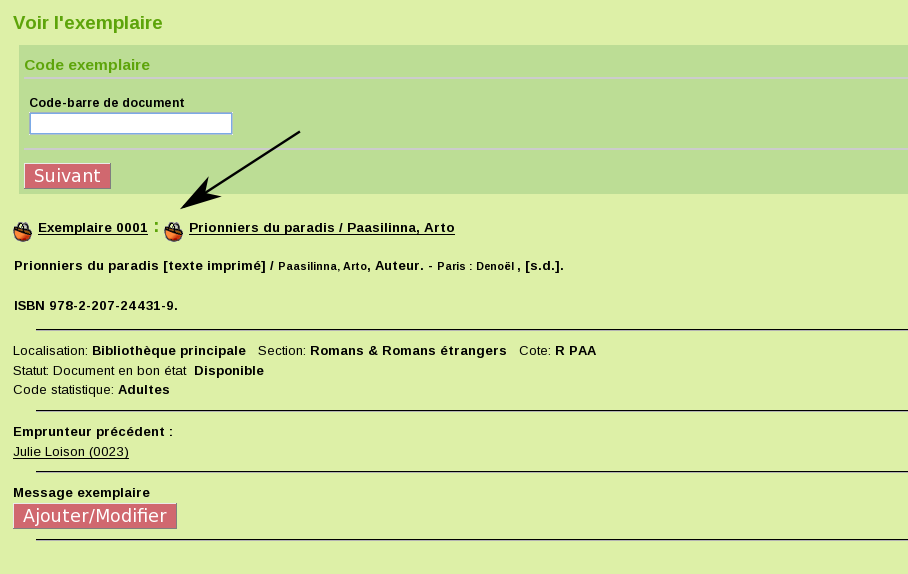 Voir l'exemplaire
Code exemplaire
Code-barre de document
Suivant
Exemplaire 0001 : Prionniers du paradis / Paasilinna, Arto
Prionniers du paradis [texte imprimé] / Paasilinna, Arto, Auteur. - Paris : Denoël , [s.d.].
ISBN 978-2-207-24431-9.
Localisation: Bibliothèque principale Section: Romans & Romans étrangers Cote: R PAA
Statut: Document en bon état Disponible
Code statistique: Adultes
Emprunteur précédent :
Julie Loison (0023)
Message exemplaire
Ajouter/Modifier